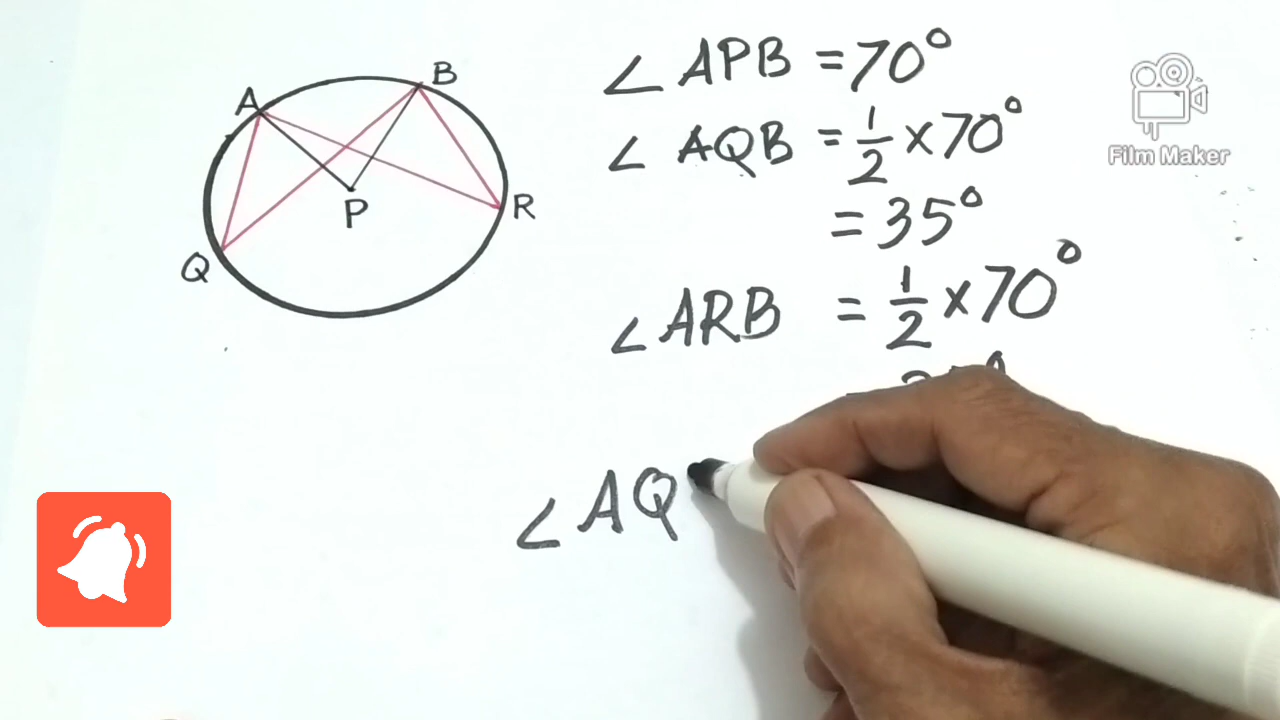 A
B
P
R
Q
∠APB = 70°
∠AQB = 1/2 × 70°
= 35°
∠ARB = 1/2 × 70°
∠AQ
Film Maker